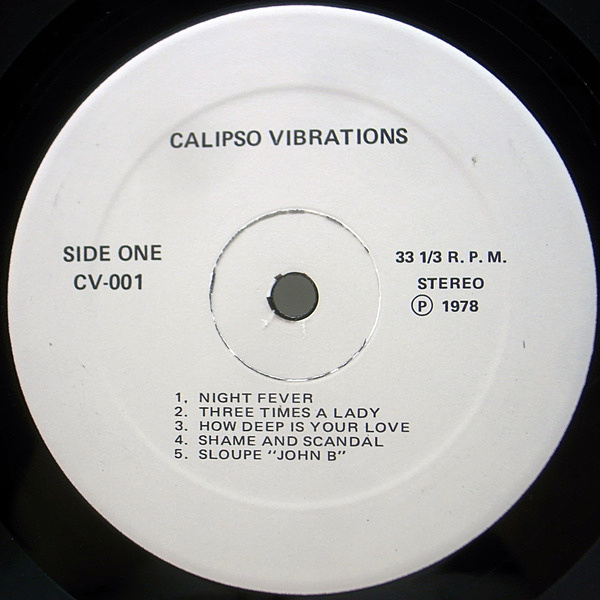 CALIPSO VIBRATIONS
SIDE ONE
CV-001
33 1/3 R. P. M.
STEREO
Ⓟ 1978
1. NIGHT FEVER
2. THREE TIMES A LADY
3. HOW DEEP IS YOUR LOVE
4. SHAME AND SCANDAL
5. SLOUPE “JOHN B”